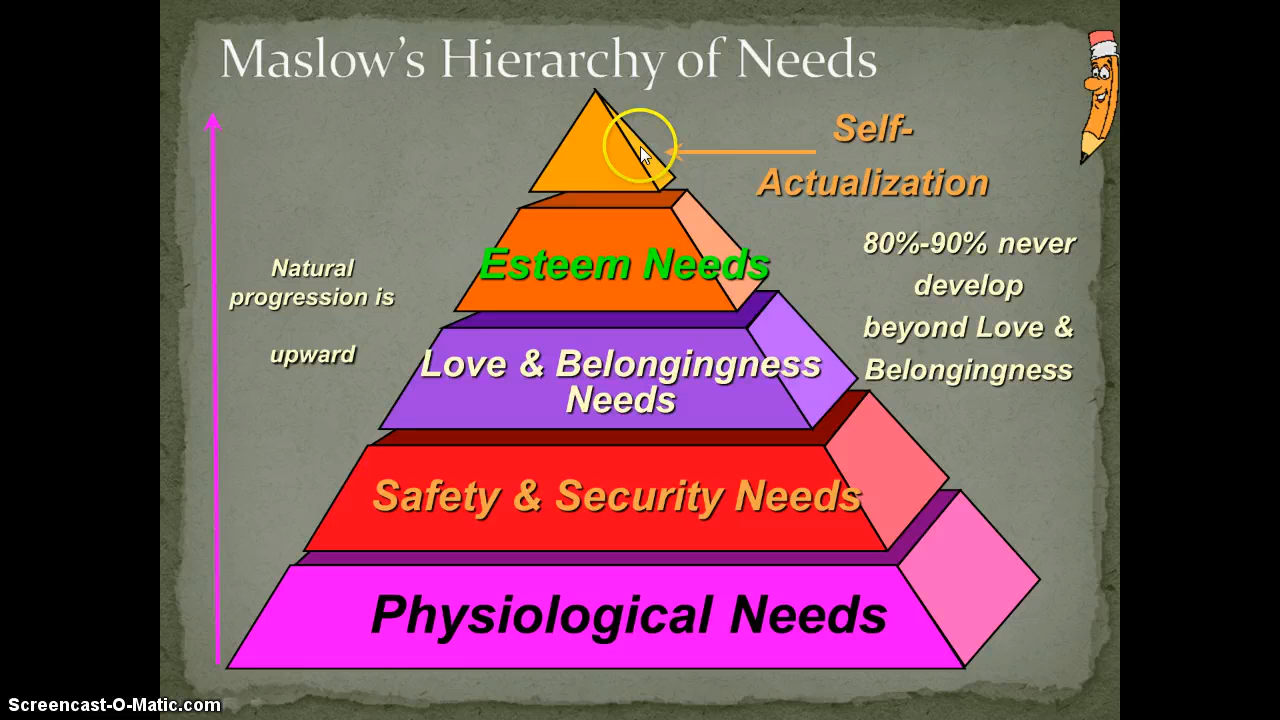 Maslow's Hierarchy of Needs
Self-
Actualization
80%-90% never
develop
beyond Love &
Belongingness
Natural
progression is
upward
Esteem Needs
Love & Belongingness
Needs
Safety & Security Needs
Physiological Needs
Screencast-O-Matic.com